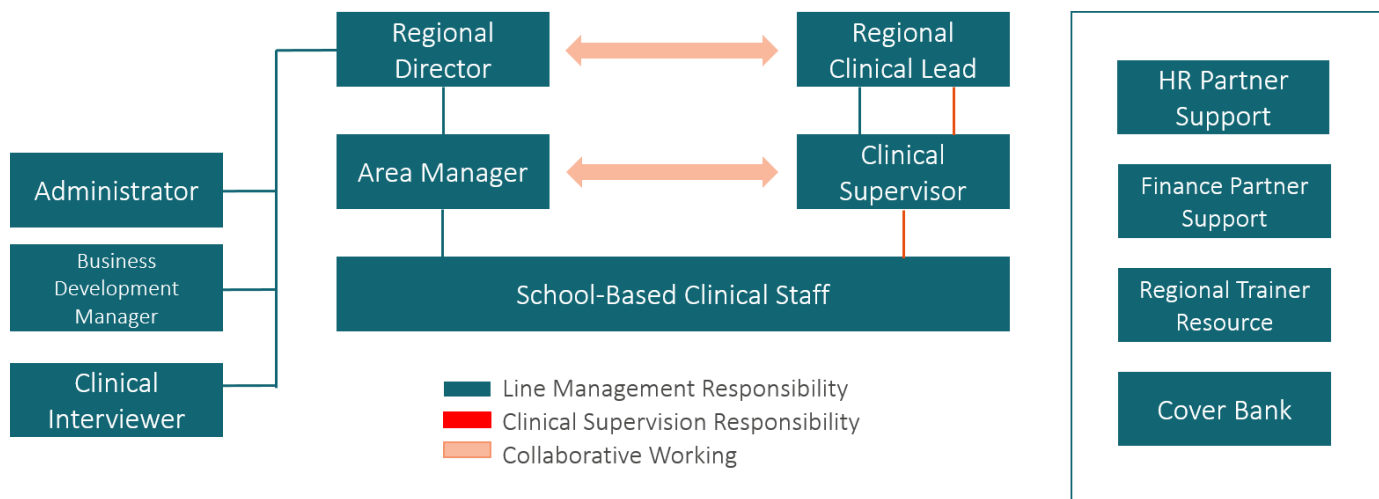 Regional
Director
Regional
Clinical Lead
Area Manager
Clinical
Supervisor
School-Based Clinical Staff
Administrator
Business
Development
Manager
Clinical
Interviewer
Line Management Responsibility
Clinical Supervision Responsibility
Collaborative Working
HR Partner
Support
Finance Partner
Support
Regional Trainer
Resource
Cover Bank